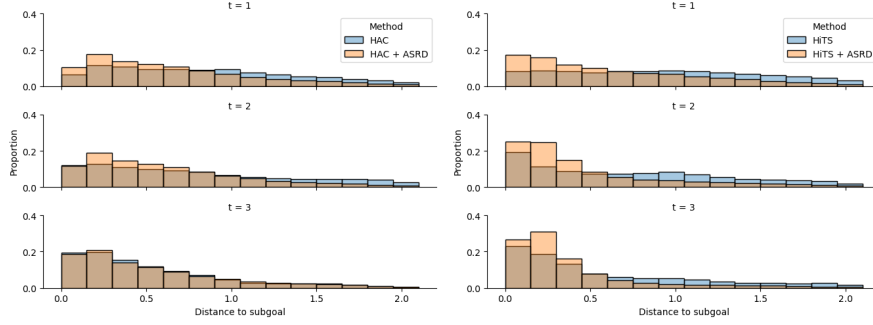 t = 1
0.4
0.2
0.0
Method
HAC
HAC + ASRD
t = 2
0.4
0.2
0.0
Proportion
t = 3
0.4
0.2
0.0
0.0 0.5 1.0 1.5 2.0
Distance to subgoal
t = 1
0.4
0.2
0.0
Method
HiTS
HiTS + ASRD
t = 2
0.4
0.2
0.0
Proportion
t = 3
0.4
0.2
0.0
0.0 0.5 1.0 1.5 2.0
Distance to subgoal